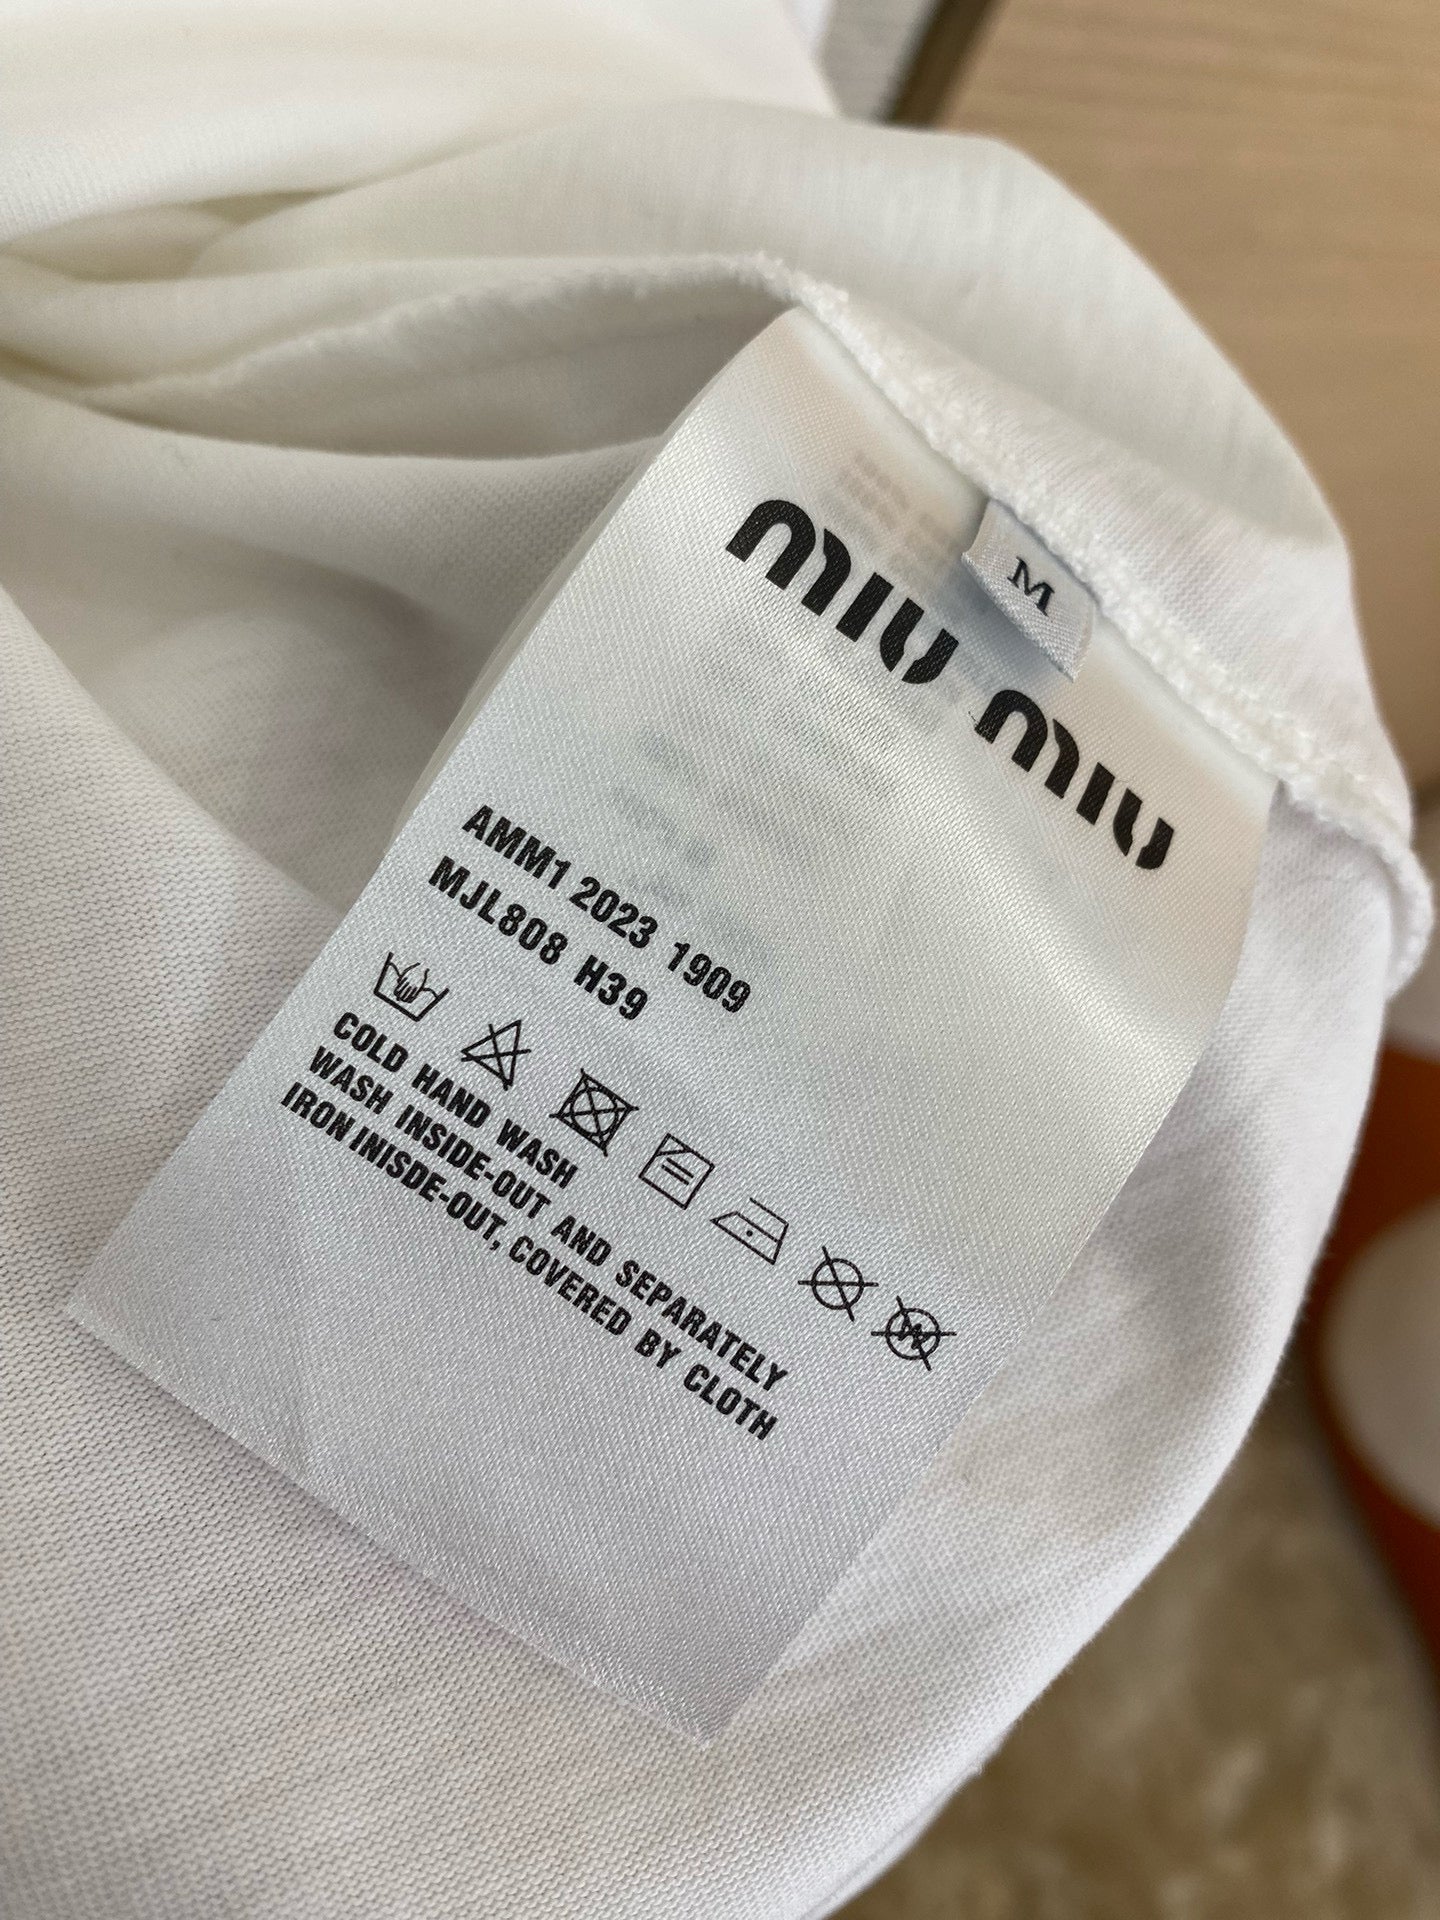 M
miu miu
AMM1 2023 1909
MJL808 H39
COLD HAND WASH
WASH INSIDE-OUT AND SEPARATELY
IRON INISDE-OUT, COVERED BY CLOTH